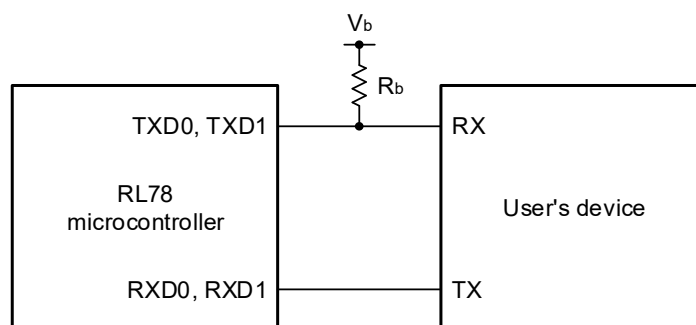 Vb
Rb
TXD0, TXD1
RX
RL78
microcontroller
User's device
RXD0, RXD1
TX